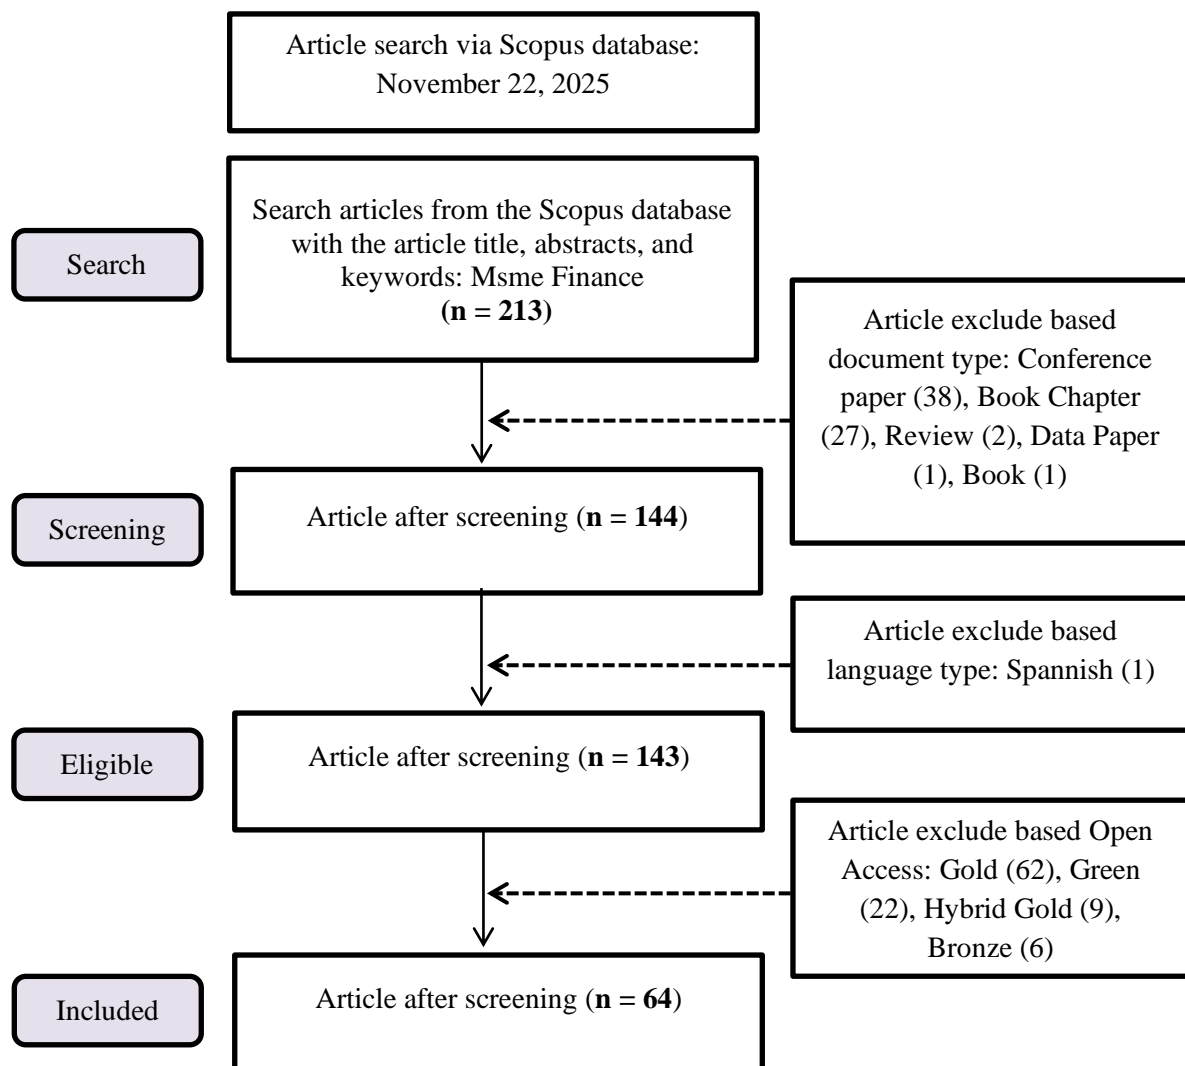 Article search via Scopus database:
November 22, 2025
Search
Search articles from the Scopus database
with the article title, abstracts, and
keywords: Msme Finance
(n = 213)
Article exclude based
document type: Conference
paper (38), Book Chapter
(27), Review (2), Data Paper
(1), Book (1)
Screening
Article after screening (n = 144)
Article exclude based
language type: Spannish (1)
Eligible
Article after screening (n = 143)
Article exclude based Open
Access: Gold (62), Green
(22), Hybrid Gold (9),
Bronze (6)
Included
Article after screening (n = 64)